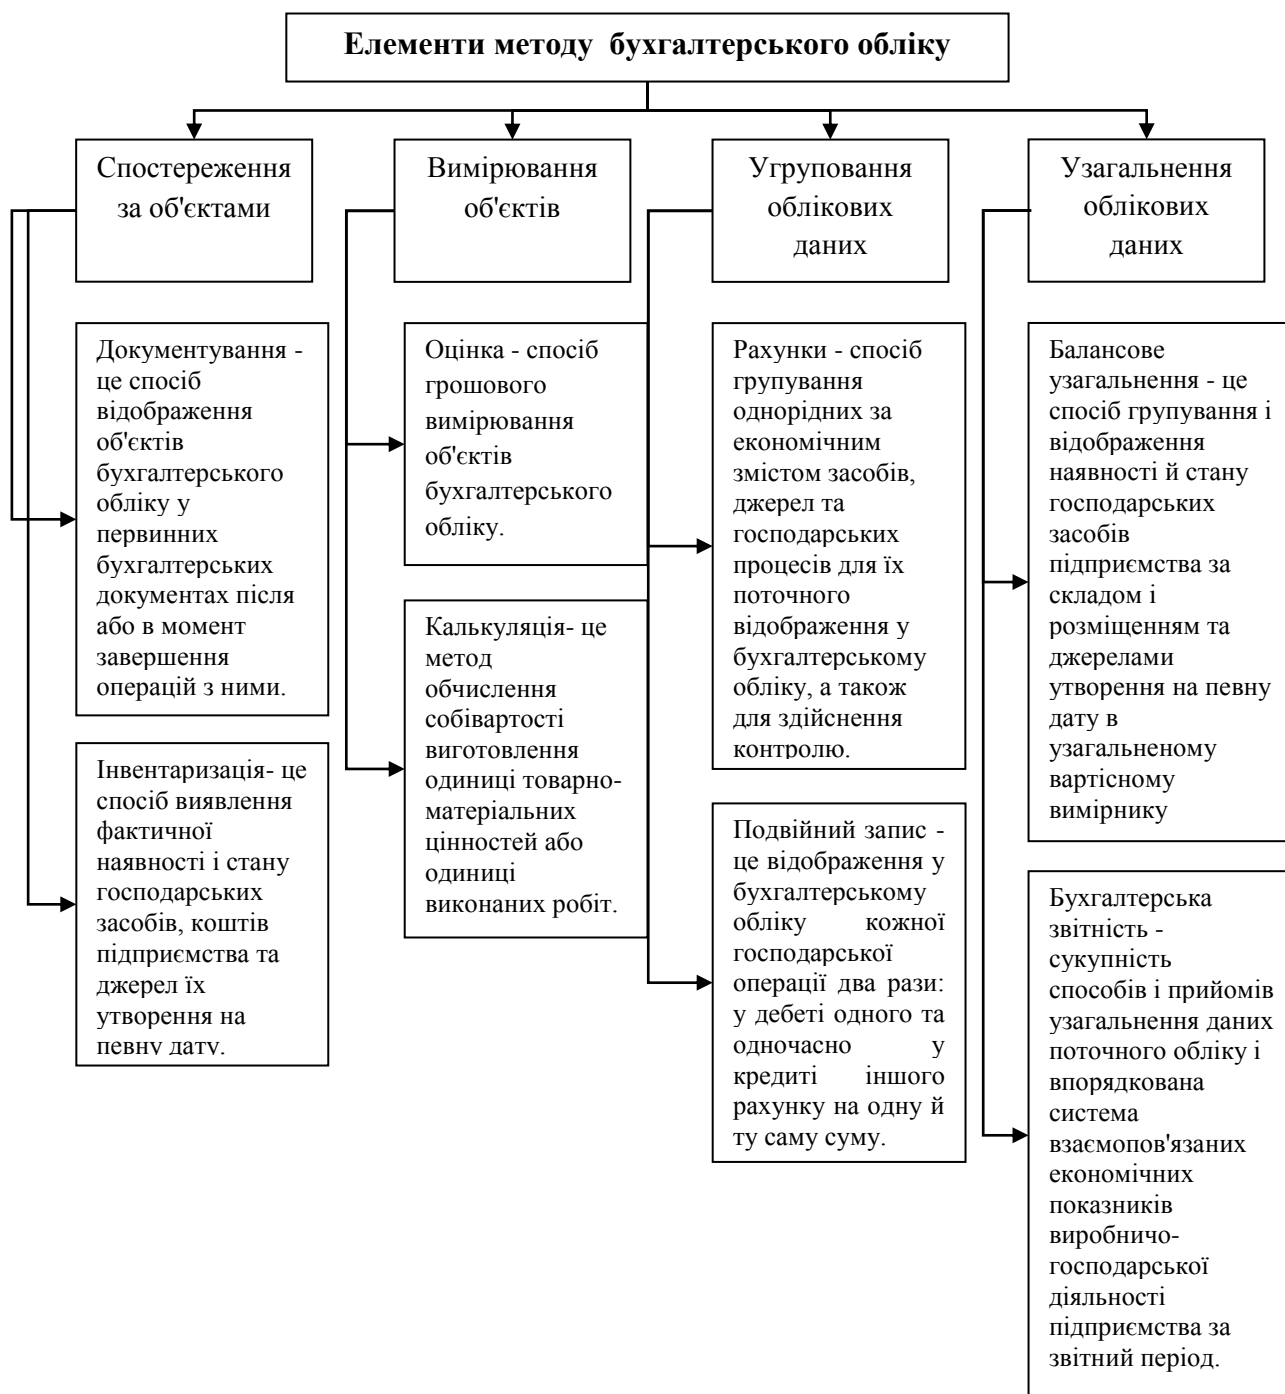 Елементи методу бухгалтерського обліку
Спостереження
за об'єктами
Вимірювання
об'єктів
Угруповання
облікових
даних
Узагальнення
облікових
даних
Документування -
це спосіб
відображення
об'єктів
бухгалтерського
обліку у
первинних
бухгалтерських
документах після
або в момент
завершення
операцій з ними.
Інвентаризація- це
спосіб виявлення
фактичної
наявності і стану
господарських
засобів, коштів
підприємства та
джерел їх
утворення на
певну дату.
Оцінка - спосіб
грошового
вимірювання
об'єктів
бухгалтерського
обліку.
Калькуляція- це
метод
обчислення
собівартості
виготовлення
одиниці товарно-
матеріальних
цінностей або
одиниці
виконаних робіт.
Рахунки - спосіб
групування
однорідних за
економічним
змістом засобів,
джерел та
господарських
процесів для їх
поточного
відображення у
бухгалтерському
обліку, а також
для здійснення
контролю.
Подвійний запис -
це відображення у
бухгалтерському
обліку кожної
господарської
операції два рази:
у дебеті одного та
одночасно у
кредиті іншого
рахунку на одну й
ту саму суму.
Балансове
узагальнення - це
спосіб групування і
відображення
наявності й стану
господарських
засобів
підприємства за
складом і
розміщенням та
джерелами
утворення на певну
дату в
узагальненому
вартісному
вимірнику
Бухгалтерська
звітність -
сукупність
способів і прийомів
узагальнення даних
поточного обліку і
впорядкована
система
взаємопов'язаних
економічних
показників
виробничо-
господарської
діяльності
підприємства за
звітний період.